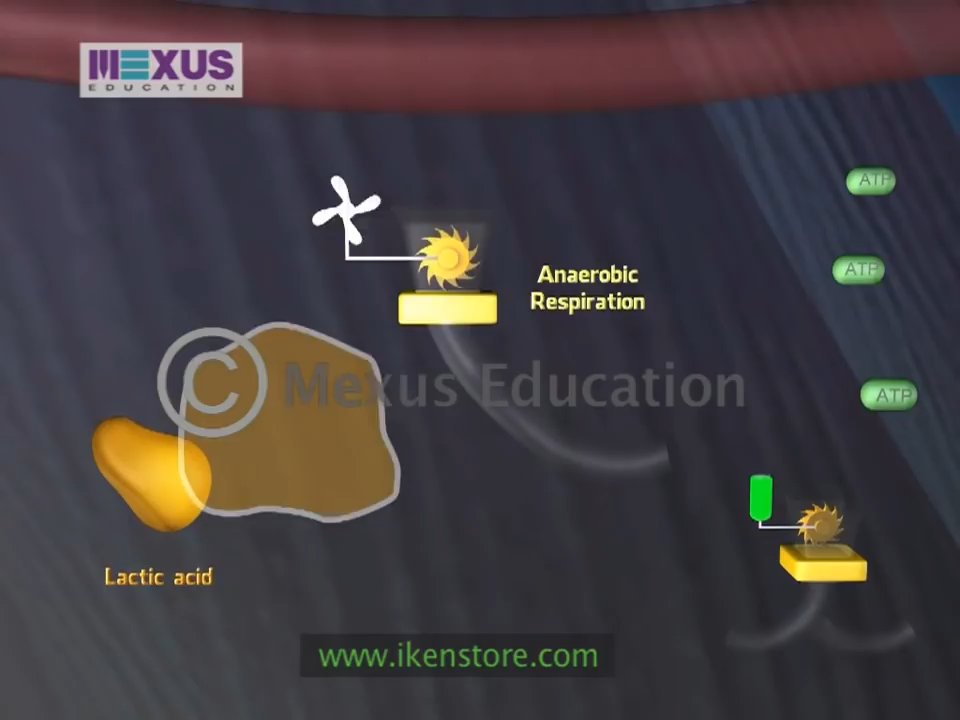 MEXUS
EDUCATION
ATP
ATP
Anaerobic
Respiration
© Mexus Education
ATP
Lactic acid
www.ikenstore.com